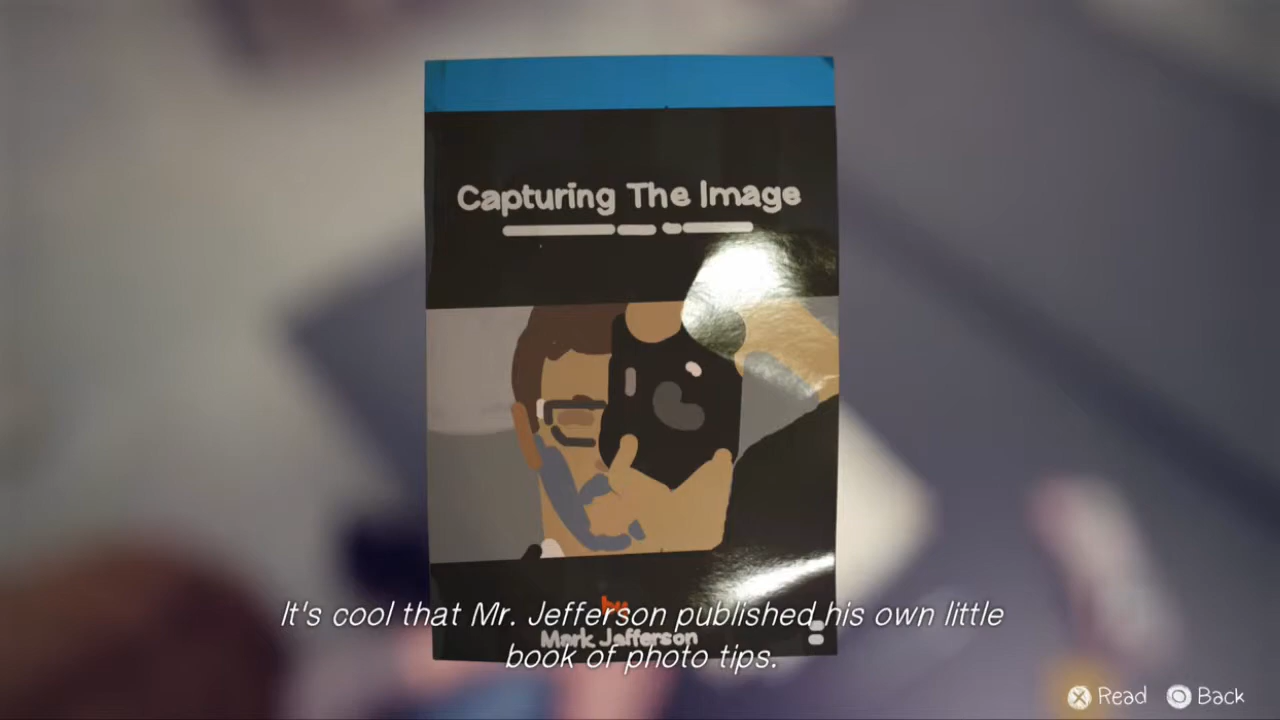 Capturing The Image
by
Mark Jefferson
It's cool that Mr. Jefferson published his own little
book of photo tips.
Read
Back